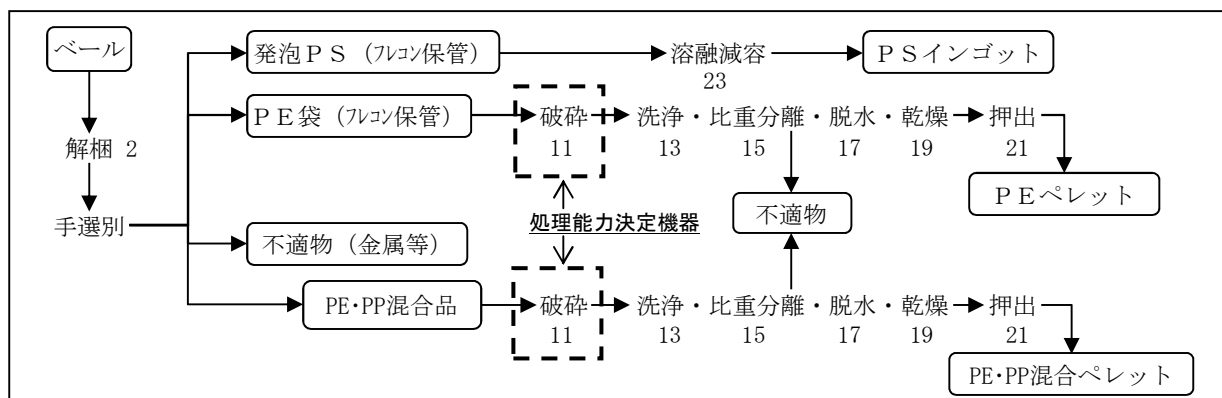 ベール
発泡ＰＳ（ﾌﾚｺﾝ保管）
溶融減容
23
ＰＳインゴット
ＰＥ袋（ﾌﾚｺﾝ保管）
破砕
11
洗浄・比重分離・脱水・乾燥
13 15 17 19
押出
21
解梱 2
ＰＥペレット
手選別
処理能力決定機器
不適物
不適物（金属等）
PE・PP混合品
破砕
11
洗浄・比重分離・脱水・乾燥
13 15 17 19
押出
21
PE・PP混合ペレット